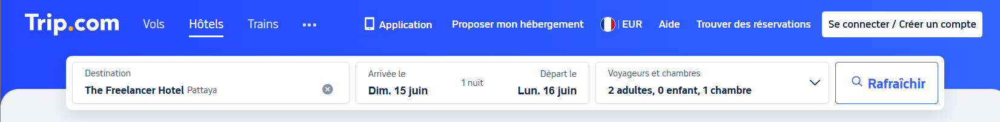 Trip.com Vols Hôtels Trains Application Proposer mon hébergement EUR Aide Trouver des réservations Se connecter / Créer un compte
Destination
The Freelancer Hotel Pattaya
Arrivée le
Dim. 15 juin
1 nuit
Départ le
Lun. 16 juin
Voyageurs et chambres
2 adultes, 0 enfant, 1 chambre
Rafraîchir